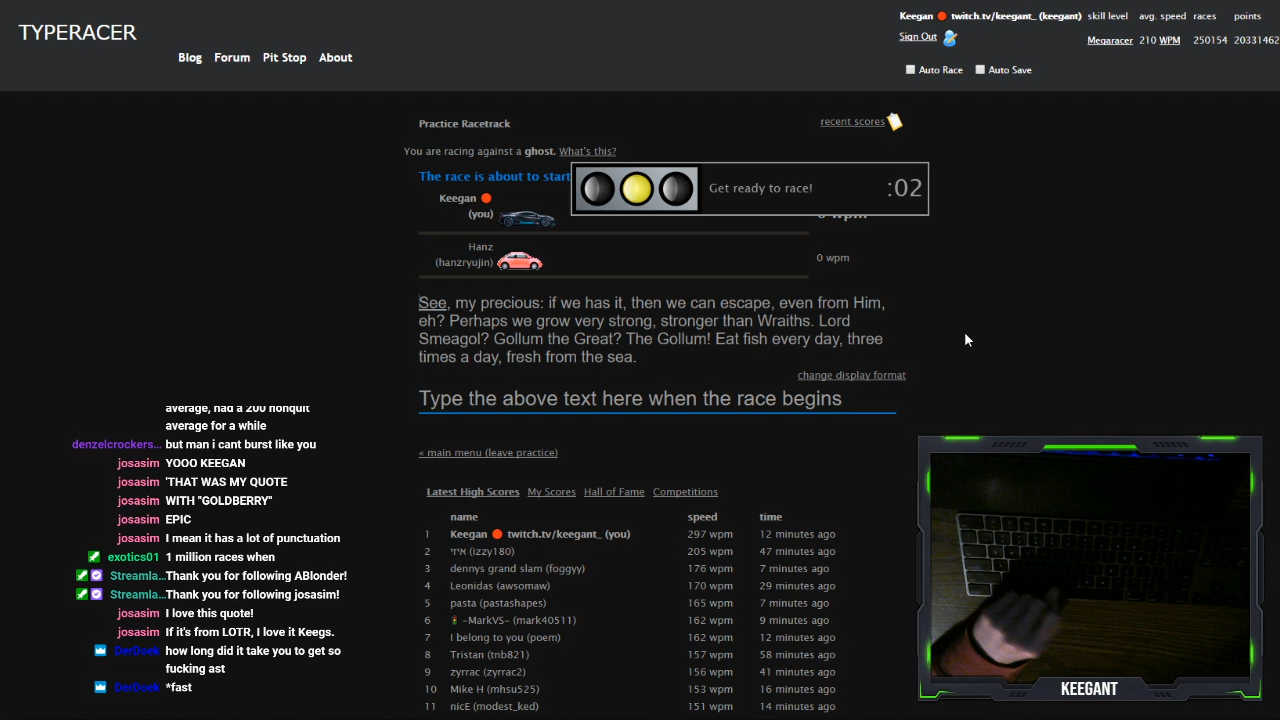 TYPERACER
Blog Forum Pit Stop About
Keegan 🔴 twitch.tv/keegant_ (keegant) skill level avg. speed races points
Sign Out Megaracer 210 WPM 250154 20331462
Auto Race Auto Save
Practice Racetrack
recent scores
You are racing against a ghost. What's this?
The race is about to start
Get ready to race! :02
Keegan 🔴
(you)
Hanz
(hanzryujin) 0 wpm
See, my precious: if we has it, then we can escape, even from Him,
eh? Perhaps we grow very strong, stronger than Wraiths. Lord
Smeagol? Gollum the Great? The Gollum! Eat fish every day, three
times a day, fresh from the sea.
change display format
Type the above text here when the race begins
« main menu (leave practice)
Latest High Scores My Scores Hall of Fame Competitions
name speed time
1 Keegan 🔴 twitch.tv/keegant_ (you) 297 wpm 12 minutes ago
2 איזי (izzy180) 205 wpm 47 minutes ago
3 dennys grand slam (foggyy) 176 wpm 7 minutes ago
4 Leonidas (awsomaw) 170 wpm 29 minutes ago
5 pasta (pastashapes) 165 wpm 7 minutes ago
6 🚦 ~MarkVS~ (mark40511) 162 wpm 9 minutes ago
7 I belong to you (poem) 162 wpm 12 minutes ago
8 Tristan (tnb821) 157 wpm 58 minutes ago
9 zyrrac (zyrrac2) 156 wpm 41 minutes ago
10 Mike H (mhsu525) 153 wpm 16 minutes ago
11 nicE (modest_ked) 151 wpm 14 minutes ago
average, had a 200 nonquit
average for a while
denzelcrockers... but man i cant burst like you
josasim YOOO KEEGAN
josasim 'THAT WAS MY QUOTE
josasim WITH "GOLDBERRY"
josasim EPIC
josasim I mean it has a lot of punctuation
exotics01 1 million races when
Streamla... Thank you for following ABlonder!
Streamla... Thank you for following josasim!
josasim I love this quote!
josasim If it's from LOTR, I love it Keegs.
DerDoek how long did it take you to get so
fucking ast
DerDoek *fast
KEEGANT